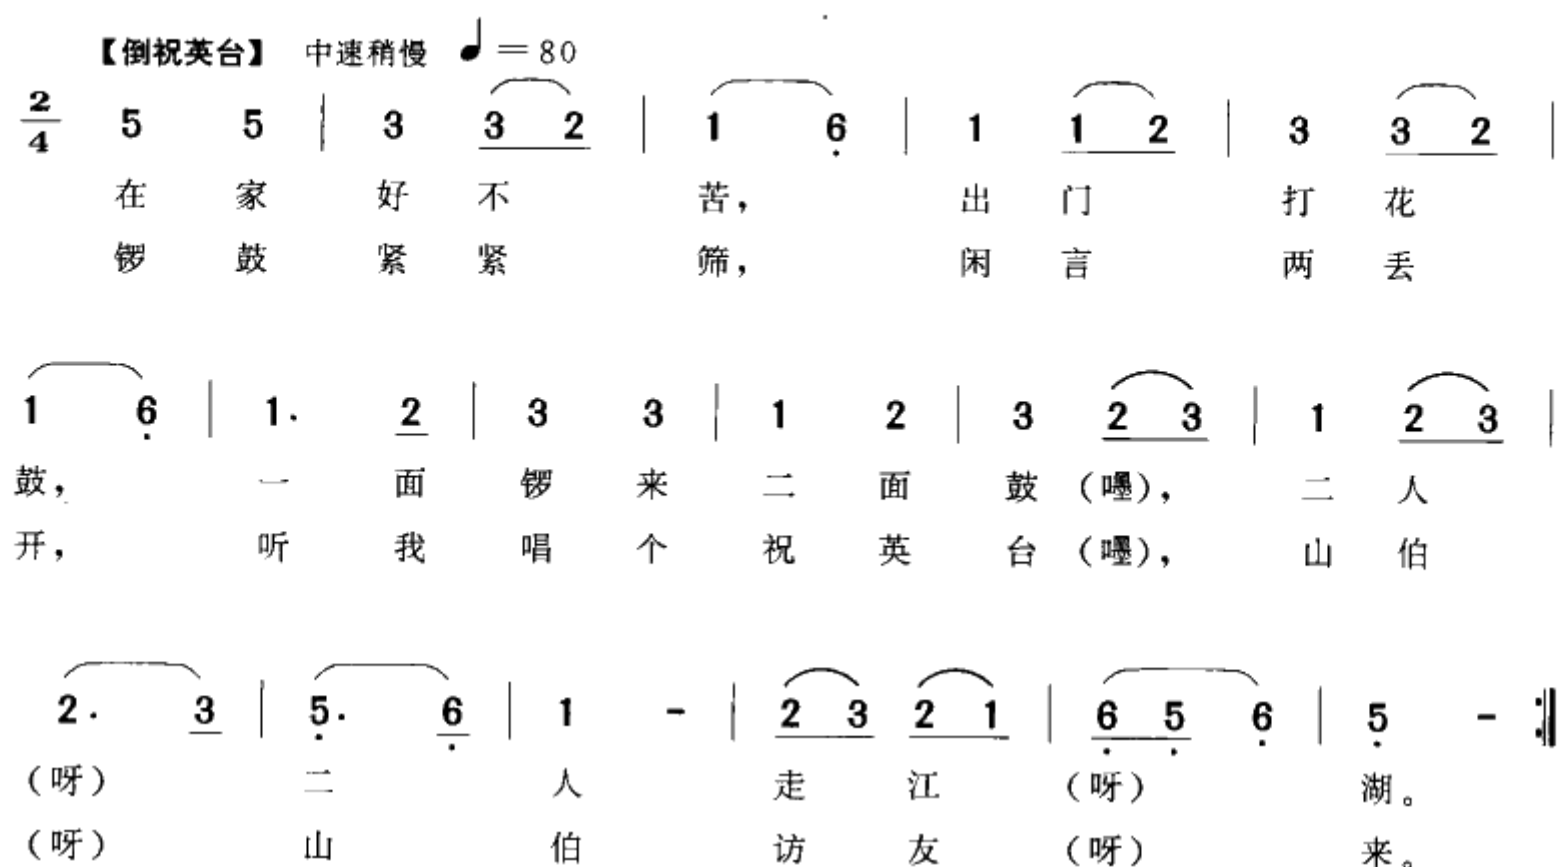 【倒祝英台】 中速稍慢 ♩=80
2/4 5 5 | 3 3 2 | 1 6̣ | 1 1 2 | 3 3 2 |
在 家 好 不 苦, 出 门 打 花
锣 鼓 紧 紧 筛, 闲 言 两 丢
1 6̣ | 1. 2 | 3 3 | 1 2 | 3 2 3 | 1 2 3 |
鼓, 一 面 锣 来 二 面 鼓 (嚜), 二 人
开, 听 我 唱 个 祝 英 台 (嚜), 山 伯
2. 3 | 5̣. 6̣ | 1 - | 2 3 2 1 | 6̣ 5̣ 6̣ | 5̣ - :‖
(呀) 二 人 走 江 (呀) 湖。
(呀) 山 伯 访 友 (呀) 来。